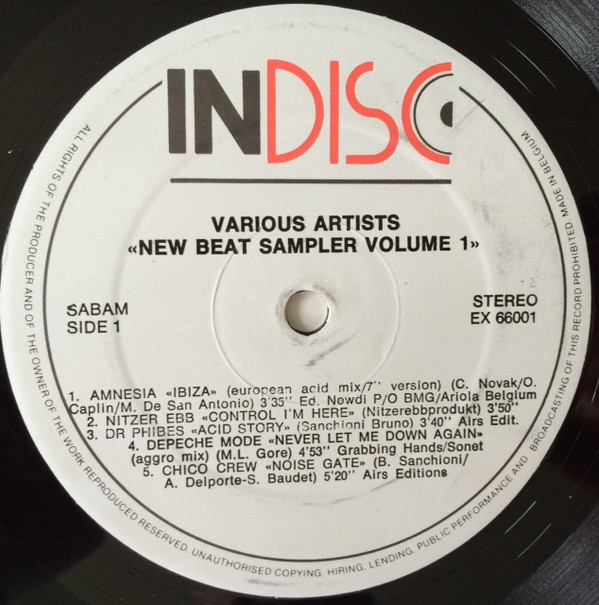 INDISC
VARIOUS ARTISTS
«NEW BEAT SAMPLER VOLUME 1»
SABAM
SIDE 1
STEREO
EX 66001
1. AMNESIA «IBIZA» (european acid mix/7'' version) (C. Novak/O.
Caplin/M. De San Antonio) 3'35'' Ed. Nowdi P/O BMG/Ariola Belgium
2. NITZER EBB «CONTROL I'M HERE» (Nitzerebbprodukt) 3'50''
3. DR PHIBES «ACID STORY» (Sanchioni Bruno) 3'40'' Airs Edit.
4. DEPECHE MODE «NEVER LET ME DOWN AGAIN»
(aggro mix) (M.L. Gore) 4'53'' Grabbing Hands/Sonet
5. CHICO CREW «NOISE GATE» (B. Sanchioni/
A. Delporte-S. Baudet) 5'20'' Airs Editions
ALL RIGHTS OF THE PRODUCER AND OF THE OWNER OF THE WORK REPRODUCED RESERVED. UNAUTHORISED COPYING, HIRING, LENDING, PUBLIC PERFORMANCE AND BROADCASTING OF THIS RECORD PROHIBITED MADE IN BELGIUM